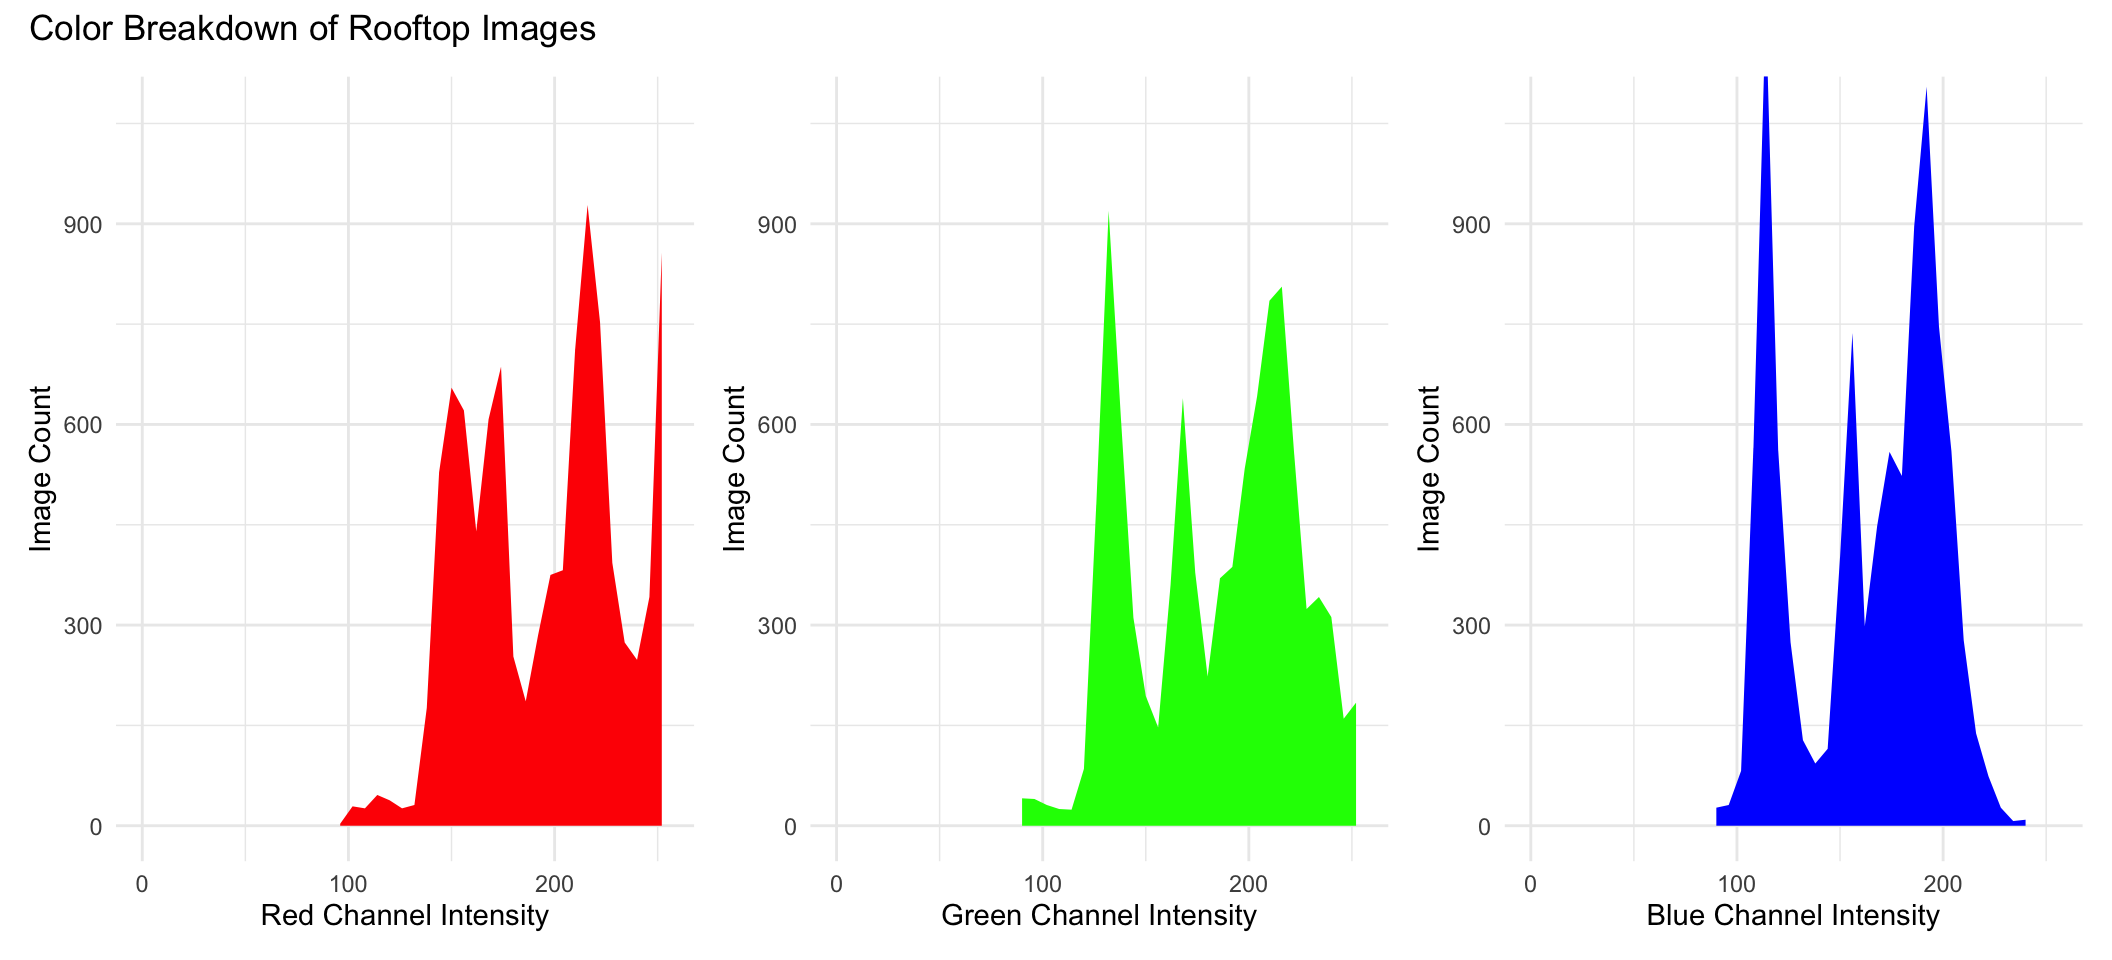 Color Breakdown of Rooftop Images
Image Count
900
600
300
0
0 100 200
Red Channel Intensity
Image Count
900
600
300
0
0 100 200
Green Channel Intensity
Image Count
900
600
300
0
0 100 200
Blue Channel Intensity